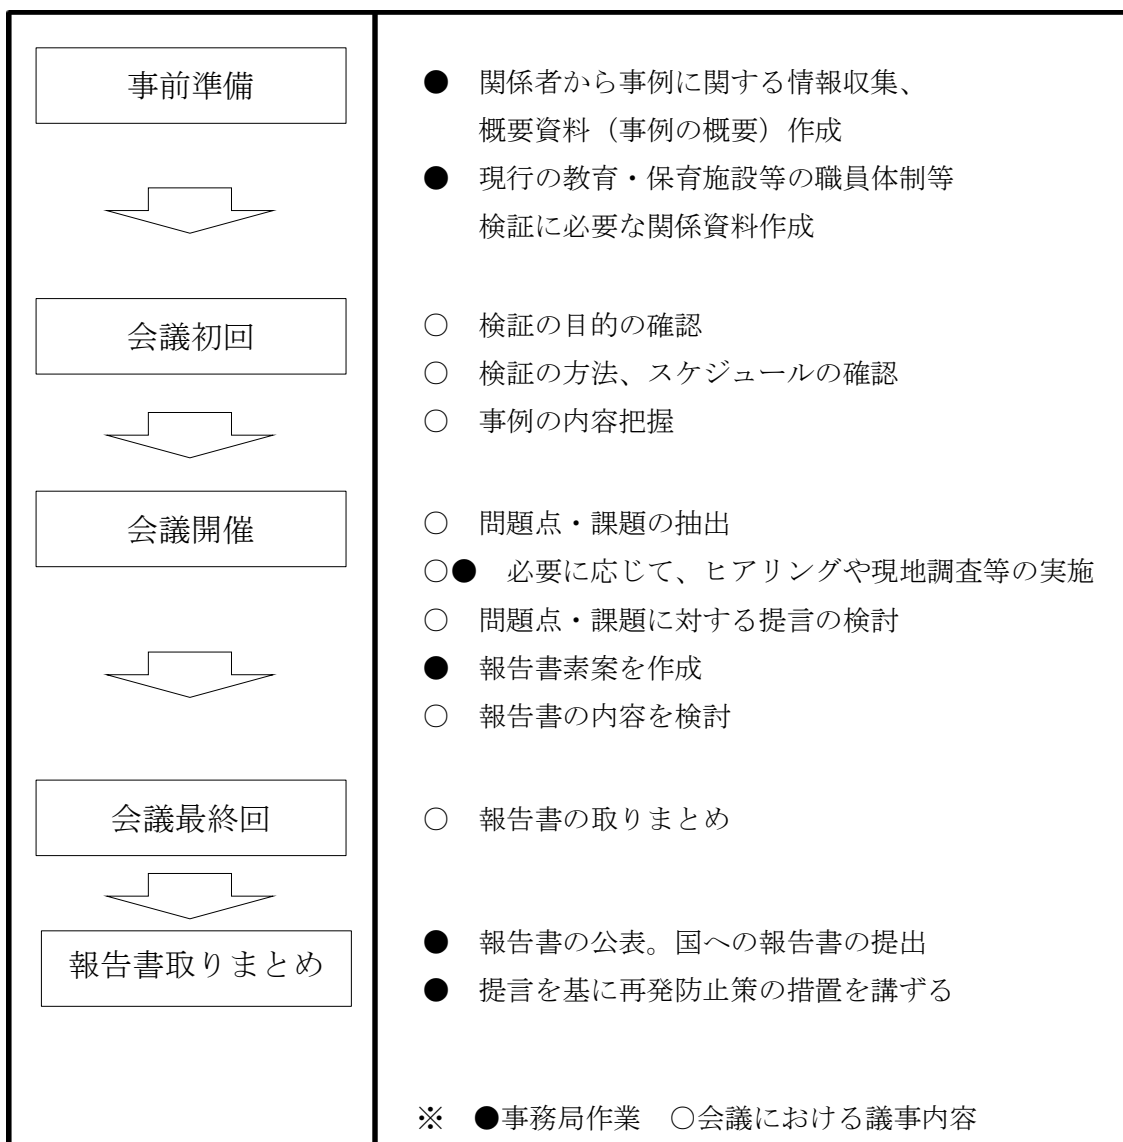 事前準備
● 関係者から事例に関する情報収集、
概要資料（事例の概要）作成
● 現行の教育・保育施設等の職員体制等
検証に必要な関係資料作成
会議初回
○ 検証の目的の確認
○ 検証の方法、スケジュールの確認
○ 事例の内容把握
会議開催
○ 問題点・課題の抽出
○● 必要に応じて、ヒアリングや現地調査等の実施
○ 問題点・課題に対する提言の検討
● 報告書素案を作成
○ 報告書の内容を検討
会議最終回
○ 報告書の取りまとめ
報告書取りまとめ
● 報告書の公表。国への報告書の提出
● 提言を基に再発防止策の措置を講ずる
※ ●事務局作業 ○会議における議事内容